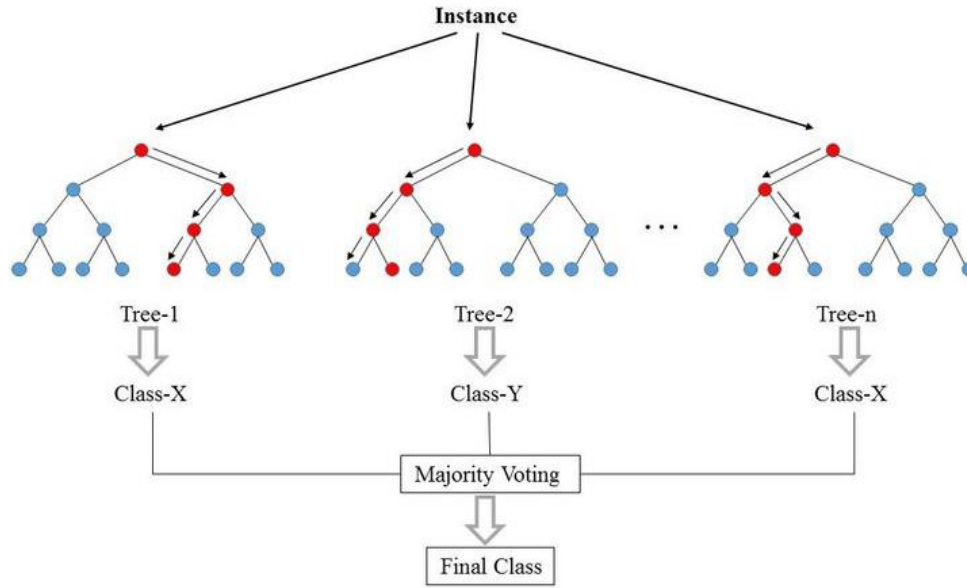 Instance
...
Tree-1
Tree-2
Tree-n
Class-X
Class-Y
Class-X
Majority Voting
Final Class